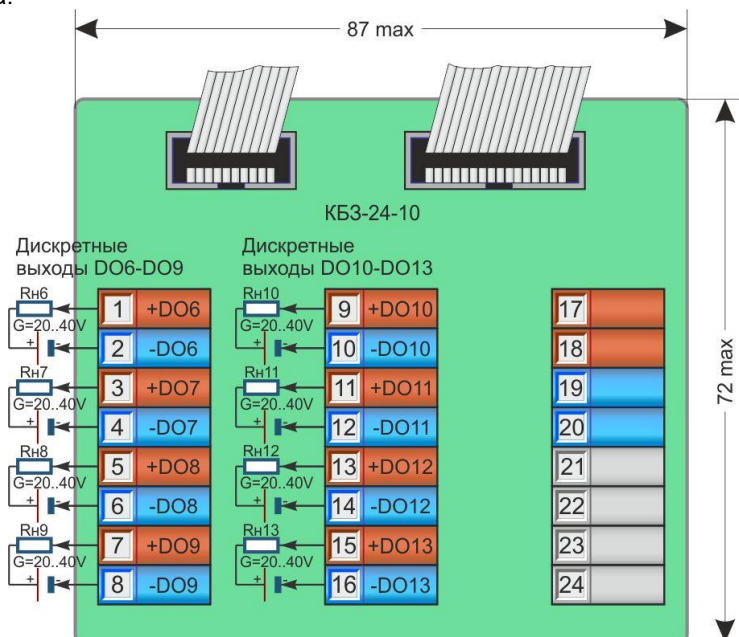 а.
87 max
72 max
КБЗ-24-10
Дискретные
выходы DO6-DO9
Rн6
G=20..40V
+ -
1 +DO6
2 -DO6
Rн7
G=20..40V
+ -
3 +DO7
4 -DO7
Rн8
G=20..40V
+ -
5 +DO8
6 -DO8
Rн9
G=20..40V
+ -
7 +DO9
8 -DO9
Дискретные
выходы DO10-DO13
Rн10
G=20..40V
+ -
9 +DO10
10 -DO10
Rн11
G=20..40V
+ -
11 +DO11
12 -DO11
Rн12
G=20..40V
+ -
13 +DO12
14 -DO12
Rн13
G=20..40V
+ -
15 +DO13
16 -DO13
17
18
19
20
21
22
23
24